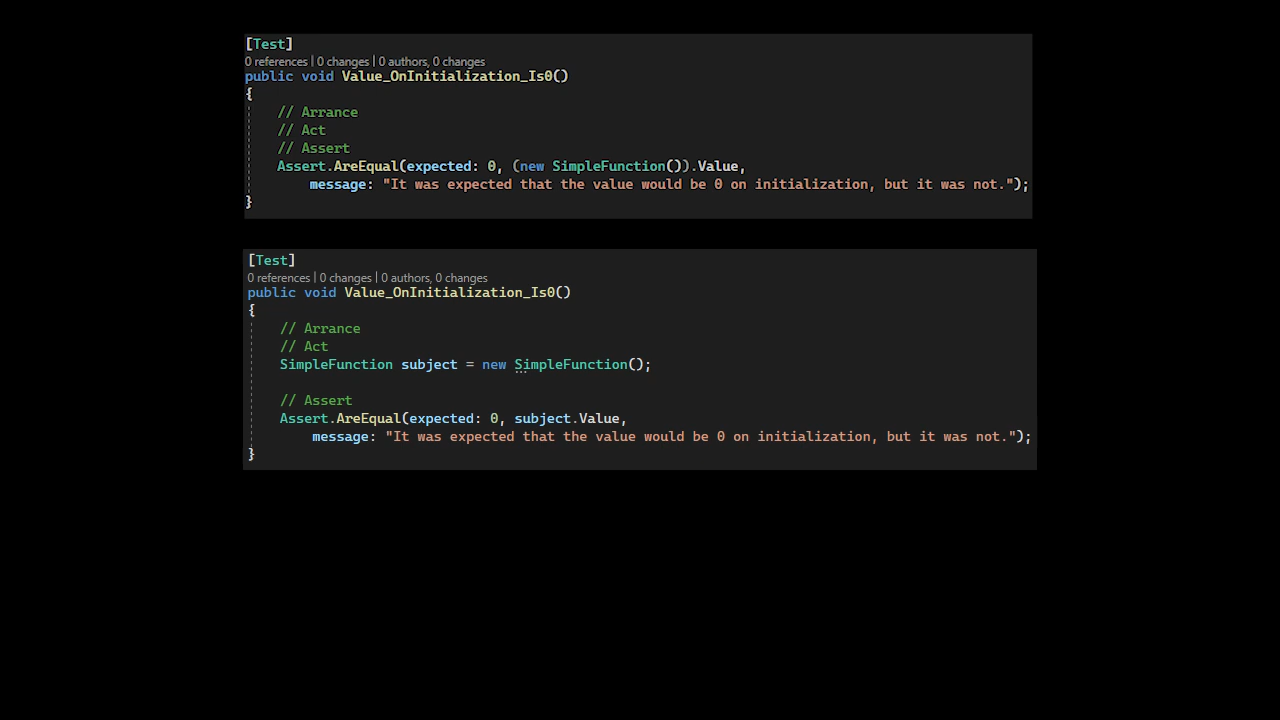 [Test]
0 references | 0 changes | 0 authors, 0 changes
public void Value_OnInitialization_Is0()
{
// Arrance
// Act
// Assert
Assert.AreEqual(expected: 0, (new SimpleFunction()).Value,
message: "It was expected that the value would be 0 on initialization, but it was not.");
}
[Test]
0 references | 0 changes | 0 authors, 0 changes
public void Value_OnInitialization_Is0()
{
// Arrance
// Act
SimpleFunction subject = new SimpleFunction();
// Assert
Assert.AreEqual(expected: 0, subject.Value,
message: "It was expected that the value would be 0 on initialization, but it was not.");
}